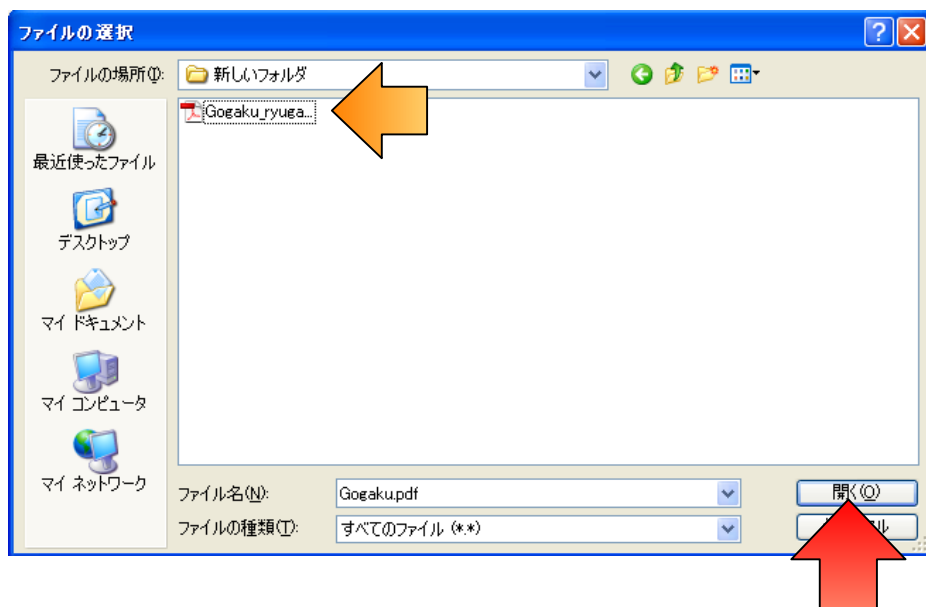 ファイルの選択
ファイルの場所(I):
新しいフォルダ
Gogaku_ryuga...
最近使ったファイル
デスクトップ
マイ ドキュメント
マイ コンピュータ
マイ ネットワーク
ファイル名(N):
Gogaku.pdf
開く(O)
ファイルの種類(T):
すべてのファイル (*.*)